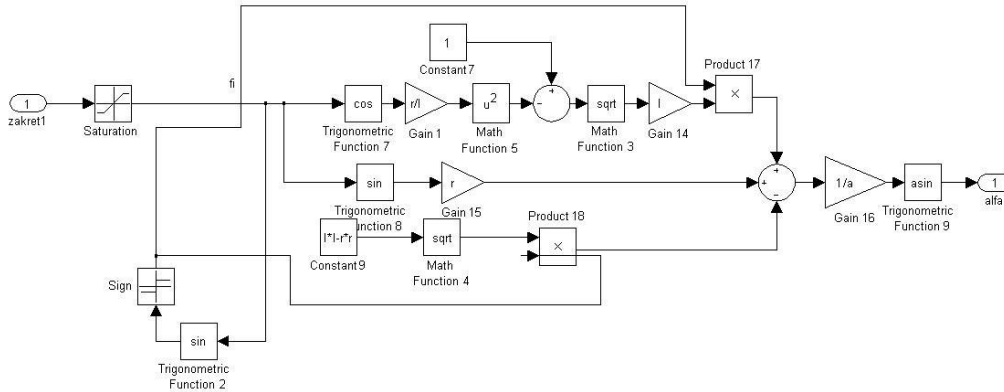 fi
1
zakret1
Saturation
1
Constant7
cos
Trigonometric
Function 7
r/l
Gain 1
u2
Math
Function 5
-
+
sqrt
Math
Function 3
l
Gain 14
Product 17
×
sin
Trigonometric
Function 8
r
Gain 15
l*l-r*r
Constant9
sqrt
Math
Function 4
Product 18
×
+
+
-
1/a
Gain 16
asin
Trigonometric
Function 9
1
alfa
Sign
sin
Trigonometric
Function 2